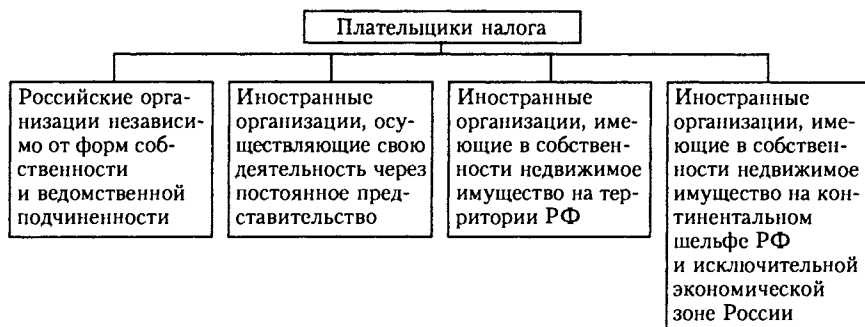 Плательщики налога
Российские орга-
низации независи-
мо от форм соб-
ственности
и ведомственной
подчиненности
Иностранные
организации, осу-
ществляющие свою
деятельность через
постоянное пред-
ставительство
Иностранные
организации, име-
ющие в собствен-
ности недвижимое
имущество на тер-
ритории РФ
Иностранные
организации, име-
ющие в собствен-
ности недвижимое
имущество на кон-
тинентальном
шельфе РФ
и исключительной
экономической
зоне России